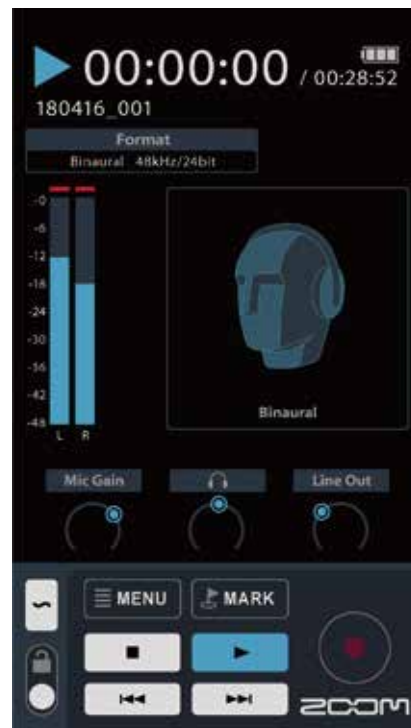 00:00:00 / 00:28:52
180416_001
Format
Binaural 48kHz/24bit
-0
-6
-12
-18
-24
-30
-36
-42
-48
L R
Binaural
Mic Gain
Line Out
MENU
MARK
ZOOM